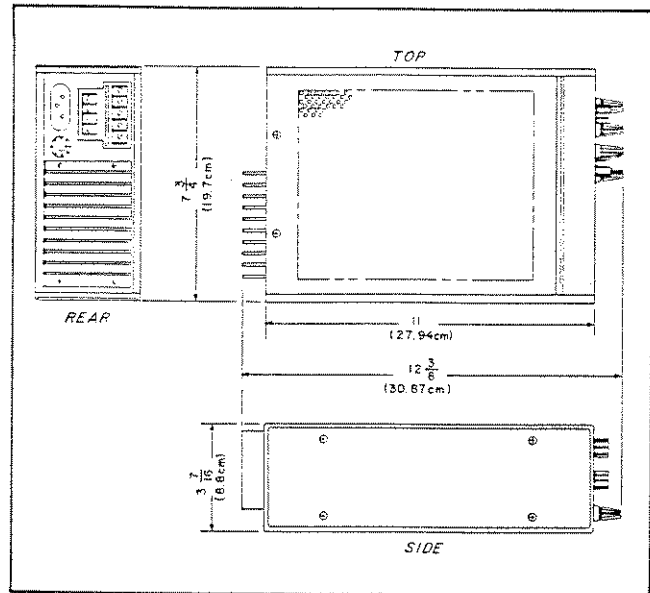 TOP
7 3/4
(19.7cm)
REAR
11
(27.94cm)
12 3/8
(30.87cm)
3 7/16
(8.8cm)
SIDE